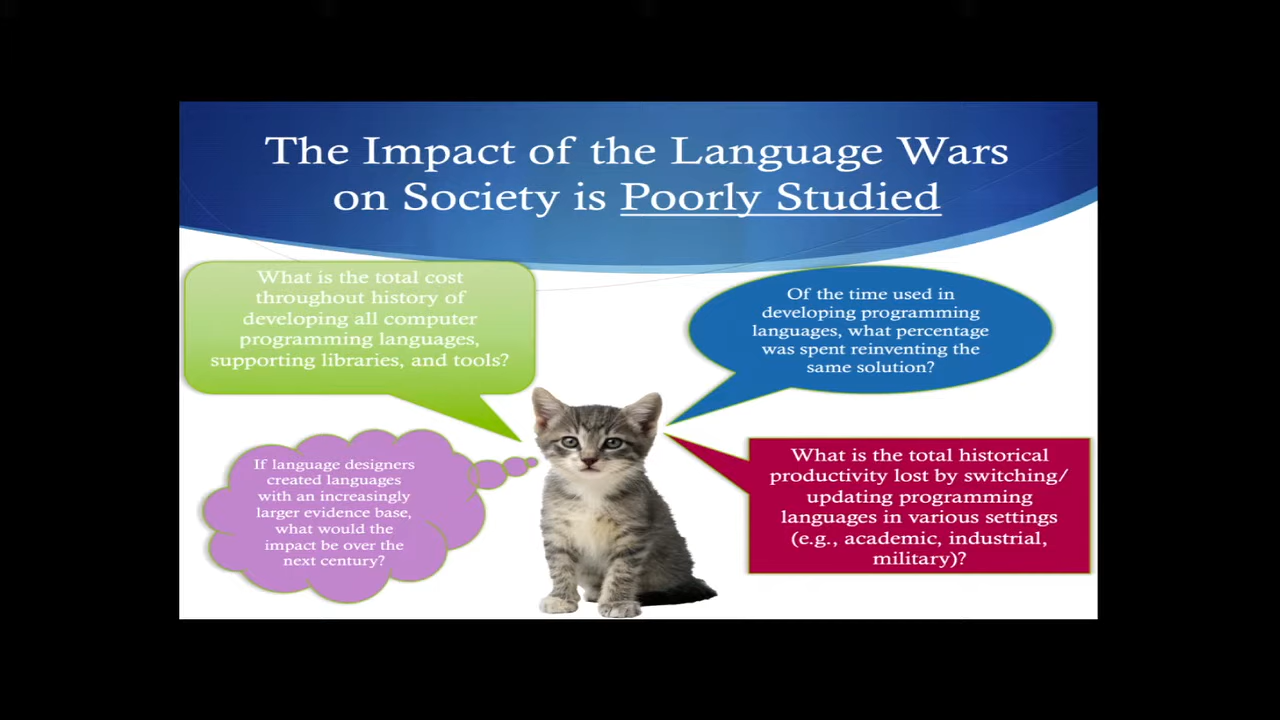 The Impact of the Language Wars
on Society is Poorly Studied
What is the total cost
throughout history of
developing all computer
programming languages,
supporting libraries, and tools?
Of the time used in
developing programming
languages, what percentage
was spent reinventing the
same solution?
If language designers
created languages
with an increasingly
larger evidence base,
what would the
impact be over the
next century?
What is the total historical
productivity lost by switching/
updating programming
languages in various settings
(e.g., academic, industrial,
military)?